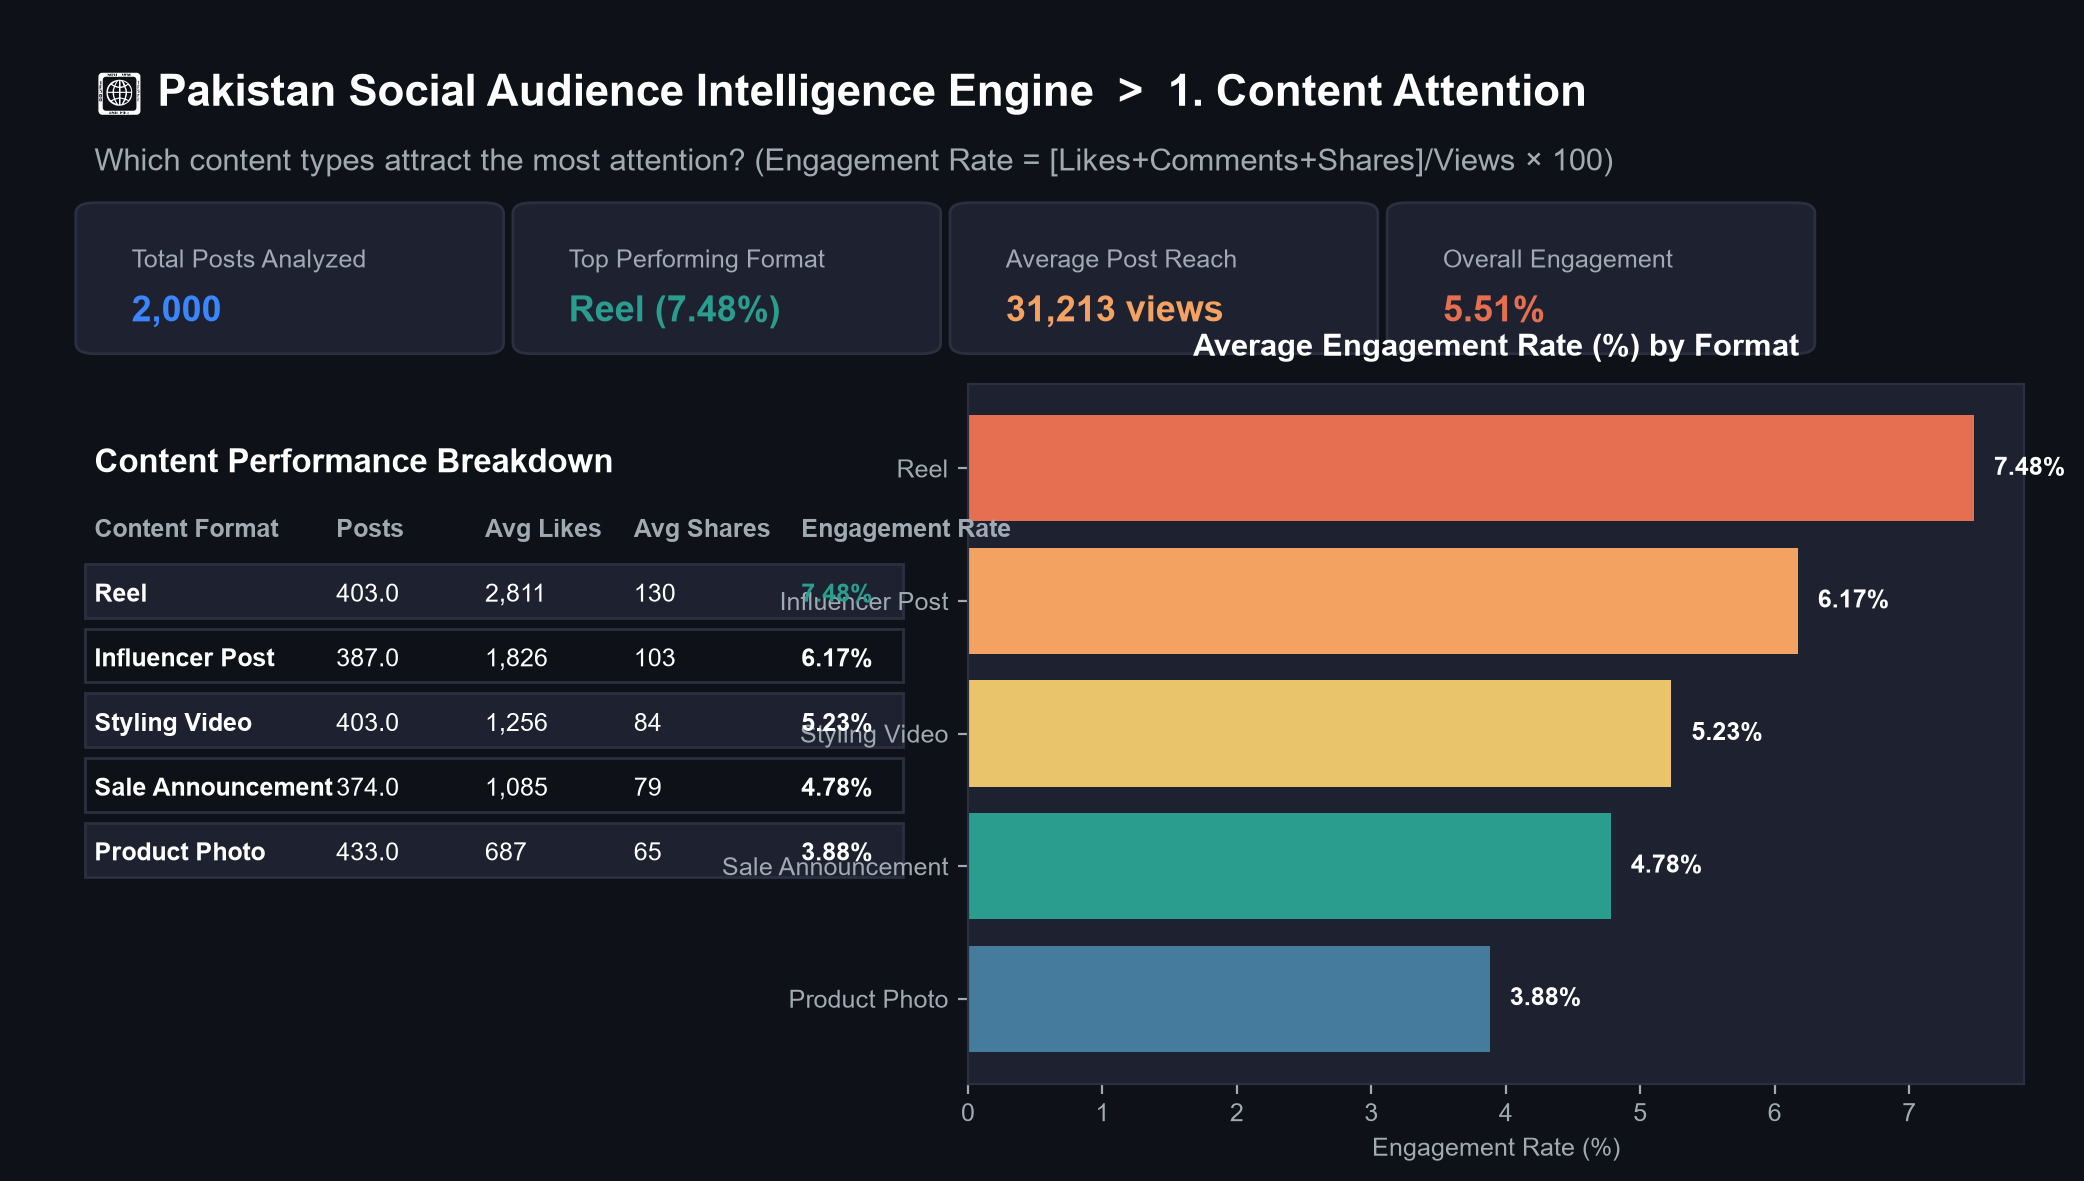 Pakistan Social Audience Intelligence Engine > 1. Content Attention
Which content types attract the most attention? (Engagement Rate = [Likes+Comments+Shares]/Views × 100)
Total Posts Analyzed
2,000
Top Performing Format
Reel (7.48%)
Average Post Reach
31,213 views
Overall Engagement
5.51%
Content Performance Breakdown
Content Format Posts Avg Likes Avg Shares Engagement Rate
Reel 403.0 2,811 130 7.48%
Influencer Post 387.0 1,826 103 6.17%
Styling Video 403.0 1,256 84 5.23%
Sale Announcement 374.0 1,085 79 4.78%
Product Photo 433.0 687 65 3.88%
Average Engagement Rate (%) by Format
Reel 7.48%
Influencer Post 6.17%
Styling Video 5.23%
Sale Announcement 4.78%
Product Photo 3.88%
0 1 2 3 4 5 6 7
Engagement Rate (%)